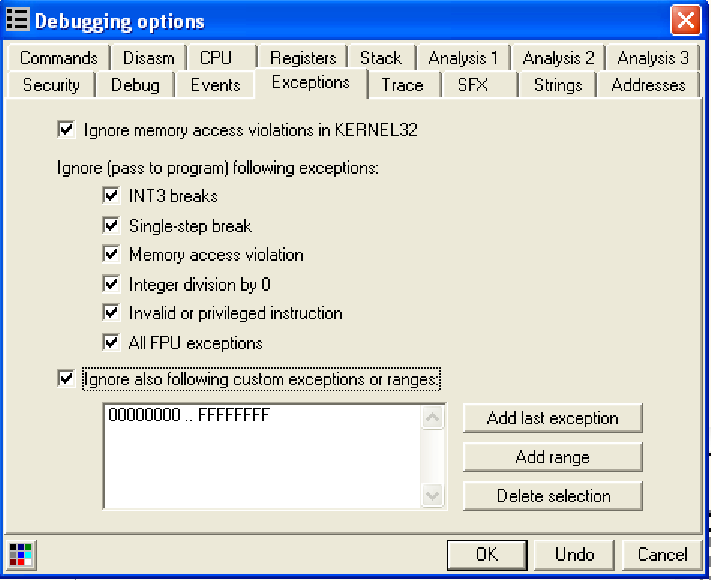 Debugging options
Commands Disasm CPU Registers Stack Analysis 1 Analysis 2 Analysis 3
Security Debug Events Exceptions Trace SFX Strings Addresses
Ignore memory access violations in KERNEL32
Ignore (pass to program) following exceptions:
INT3 breaks
Single-step break
Memory access violation
Integer division by 0
Invalid or privileged instruction
All FPU exceptions
Ignore also following custom exceptions or ranges:
00000000 .. FFFFFFFF
Add last exception
Add range
Delete selection
OK Undo Cancel